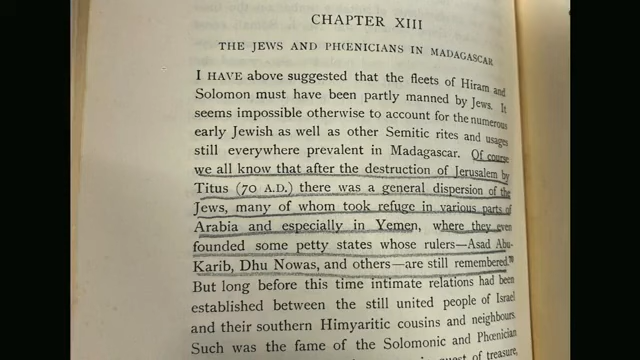 CHAPTER XIII
THE JEWS AND PHŒNICIANS IN MADAGASCAR
I HAVE above suggested that the fleets of Hiram and
Solomon must have been partly manned by Jews. It
seems impossible otherwise to account for the numerous
early Jewish as well as other Semitic rites and usages
still everywhere prevalent in Madagascar. Of course
we all know that after the destruction of Jerusalem by
Titus (70 A.D.) there was a general dispersion of the
Jews, many of whom took refuge in various parts of
Arabia and especially in Yemen, where they even
founded some petty states whose rulers—Asad Abu-
Karib, Dhu Nowas, and others—are still remembered.
But long before this time intimate relations had been
established between the still united people of Israel
and their southern Himyaritic cousins and neighbours.
Such was the fame of the Solomonic and Phœnician
quest of treasure,